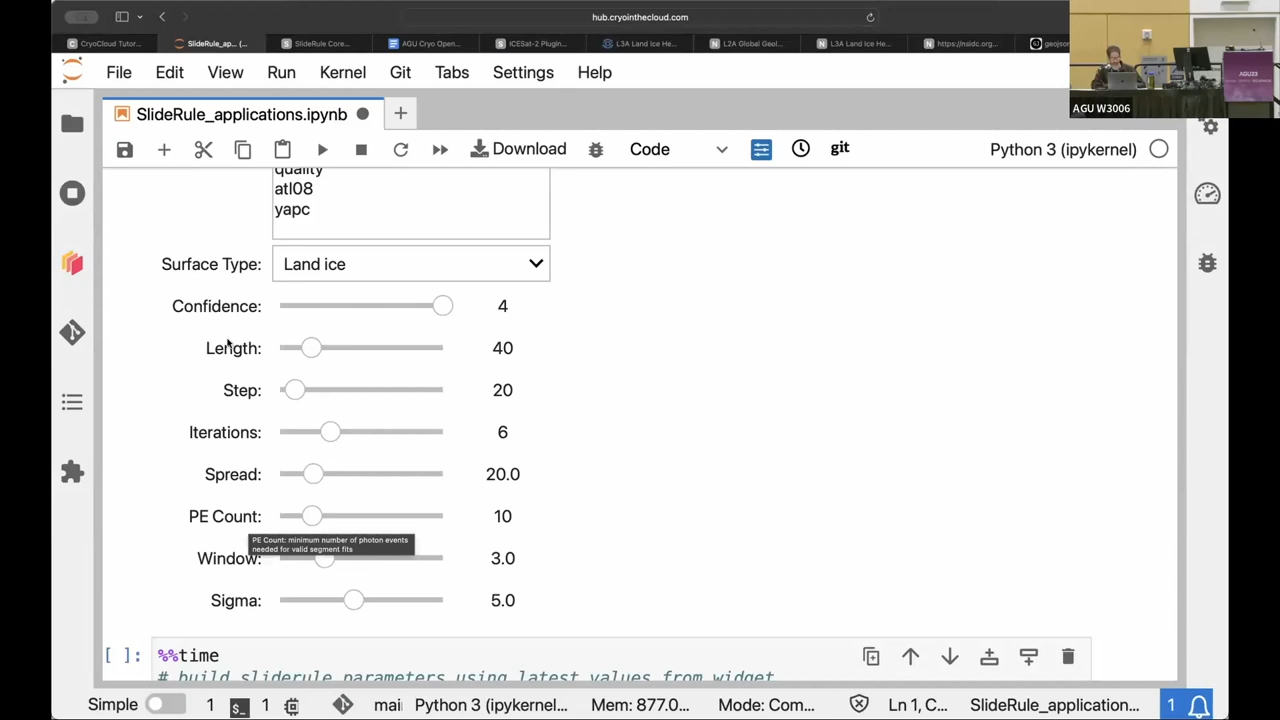 hub.cryointhecloud.com
CryoCloud Tutor...
SlideRule_ap... (...
SlideRule Core...
AGU Cryo Open...
ICESat-2 Plugin...
L3A Land Ice He...
L2A Global Geol...
L3A Land Ice He...
https://nsidc.org...
geojson
AGU23
AGU W3006
File Edit View Run Kernel Git Tabs Settings Help
SlideRule_applications.ipynb
Download
Code
git
Python 3 (ipykernel)
quality
atl08
yapc
Surface Type: Land ice
Confidence: 4
Length: 40
Step: 20
Iterations: 6
Spread: 20.0
PE Count: 10
PE Count: minimum number of photon events
needed for valid segment fits
Window: 3.0
Sigma: 5.0
[ ]: %%time
# build sliderule parameters using latest values from widget
Simple 1 1 mai Python 3 (ipykernel... Mem: 877.0... Mode: Com... Ln 1, C... SlideRule_application... 1